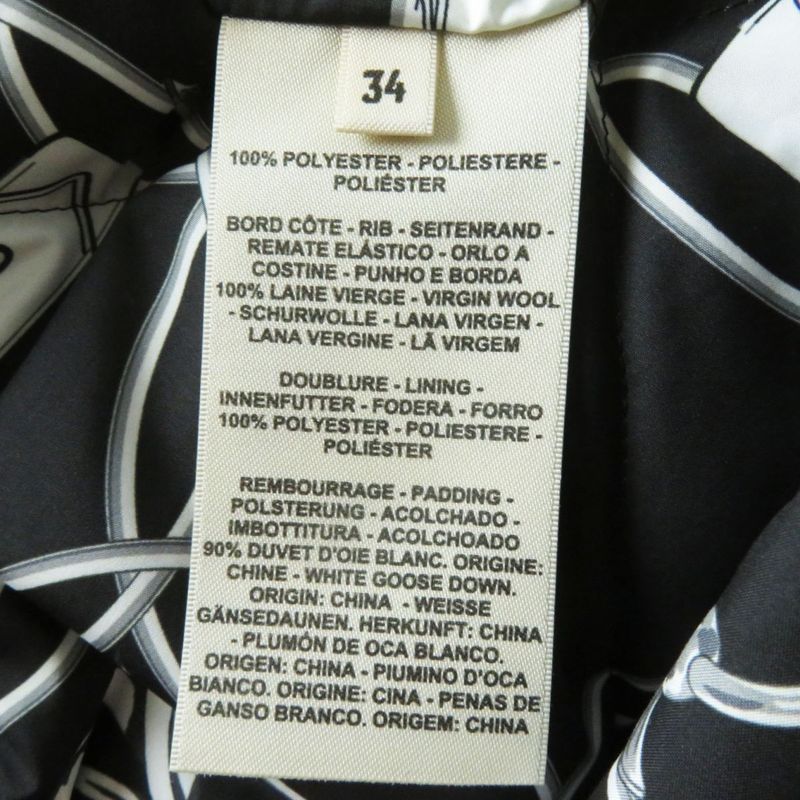 34
100% POLYESTER - POLIESTERE -
POLIÉSTER
BORD CÔTE - RIB - SEITENRAND -
REMATE ELÁSTICO - ORLO A
COSTINE - PUNHO E BORDA
100% LAINE VIERGE - VIRGIN WOOL
- SCHURWOLLE - LANA VIRGEN -
LANA VERGINE - LÃ VIRGEM
DOUBLURE - LINING -
INNENFUTTER - FODERA - FORRO
100% POLYESTER - POLIESTERE -
POLIÉSTER
REMBOURRAGE - PADDING -
POLSTERUNG - ACOLCHADO -
IMBOTTITURA - ACOLCHOADO
90% DUVET D'OIE BLANC. ORIGINE:
CHINE - WHITE GOOSE DOWN.
ORIGIN: CHINA - WEISSE
GÄNSEDAUNEN. HERKUNFT: CHINA
- PLUMÓN DE OCA BLANCO.
ORIGEN: CHINA - PIUMINO D'OCA
BIANCO. ORIGINE: CINA - PENAS DE
GANSO BRANCO. ORIGEM: CHINA